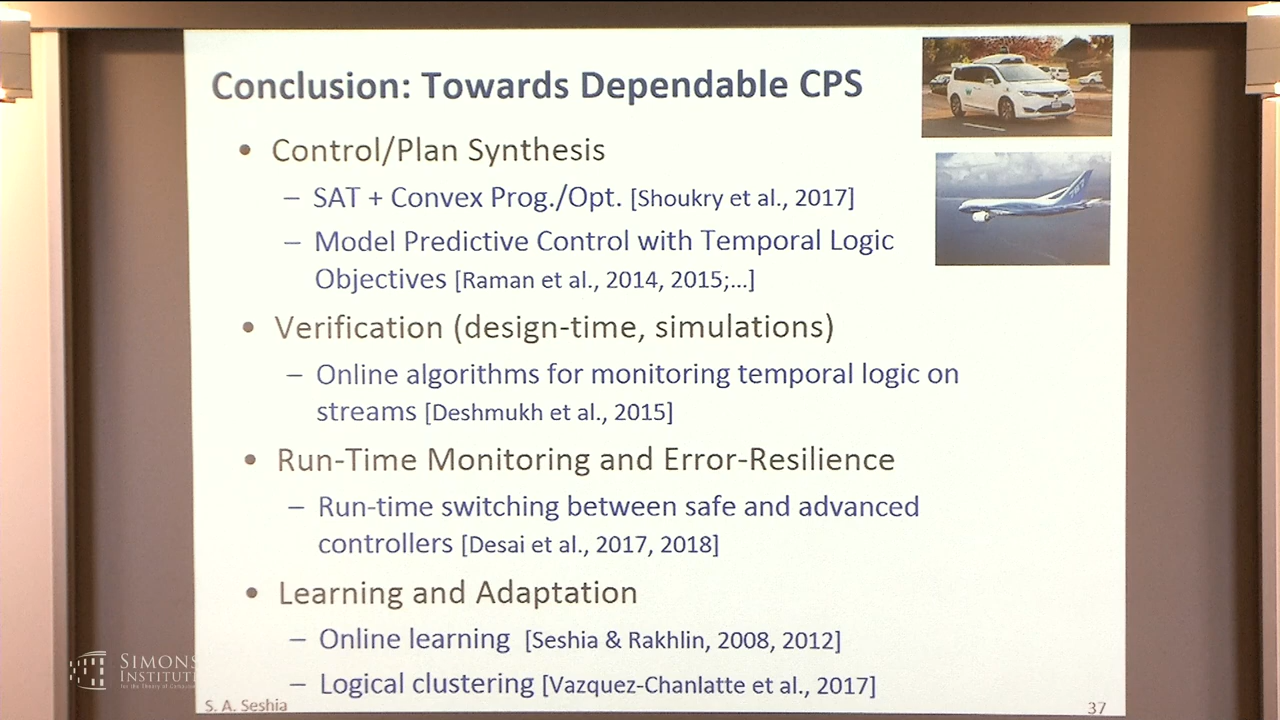 Conclusion: Towards Dependable CPS
• Control/Plan Synthesis
– SAT + Convex Prog./Opt. [Shoukry et al., 2017]
– Model Predictive Control with Temporal Logic
Objectives [Raman et al., 2014, 2015;...]
• Verification (design-time, simulations)
– Online algorithms for monitoring temporal logic on
streams [Deshmukh et al., 2015]
• Run-Time Monitoring and Error-Resilience
– Run-time switching between safe and advanced
controllers [Desai et al., 2017, 2018]
• Learning and Adaptation
– Online learning [Seshia & Rakhlin, 2008, 2012]
– Logical clustering [Vazquez-Chanlatte et al., 2017]
S. A. Seshia
37
SIMONS
INSTITUTE